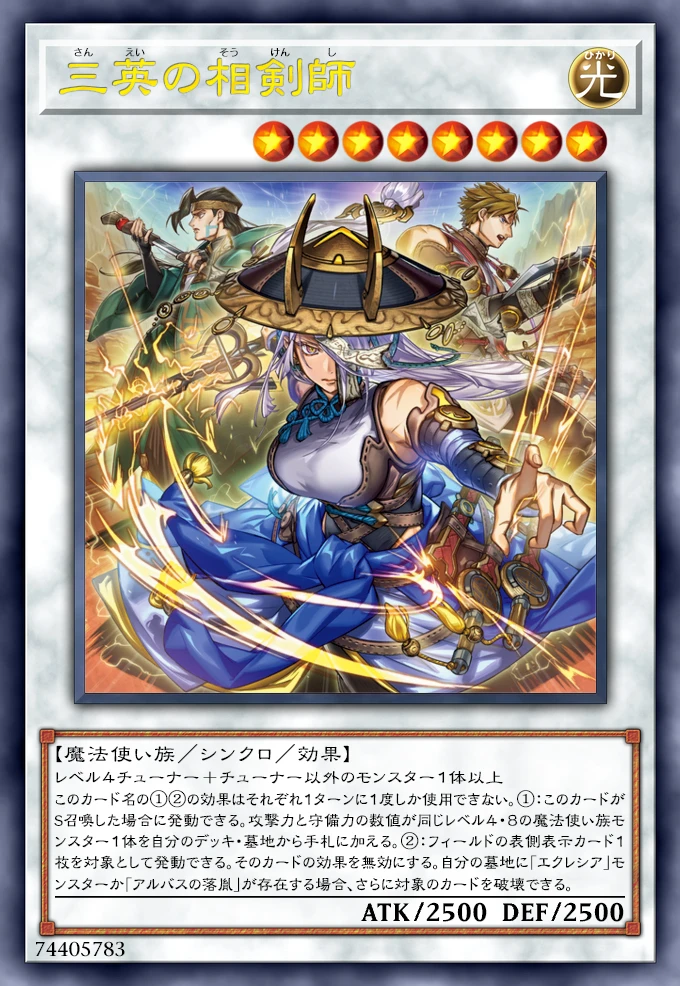 さん えい そう けん し
三英の相剣師
ひかり
光
【魔法使い族／シンクロ／効果】
レベル４チューナー＋チューナー以外のモンスター１体以上
このカード名の①②の効果はそれぞれ１ターンに１度しか使用できない。①：このカードが
S召喚した場合に発動できる。攻撃力と守備力の数値が同じレベル４・８の魔法使い族モ
ンスター１体を自分のデッキ・墓地から手札に加える。②：フィールドの表側表示カード１
枚を対象として発動できる。そのカードの効果を無効にする。自分の墓地に「エクレシア」モ
ンスターか「アルバスの落胤」が存在する場合、さらに対象のカードを破壊できる。
ATK/2500 DEF/2500
74405783